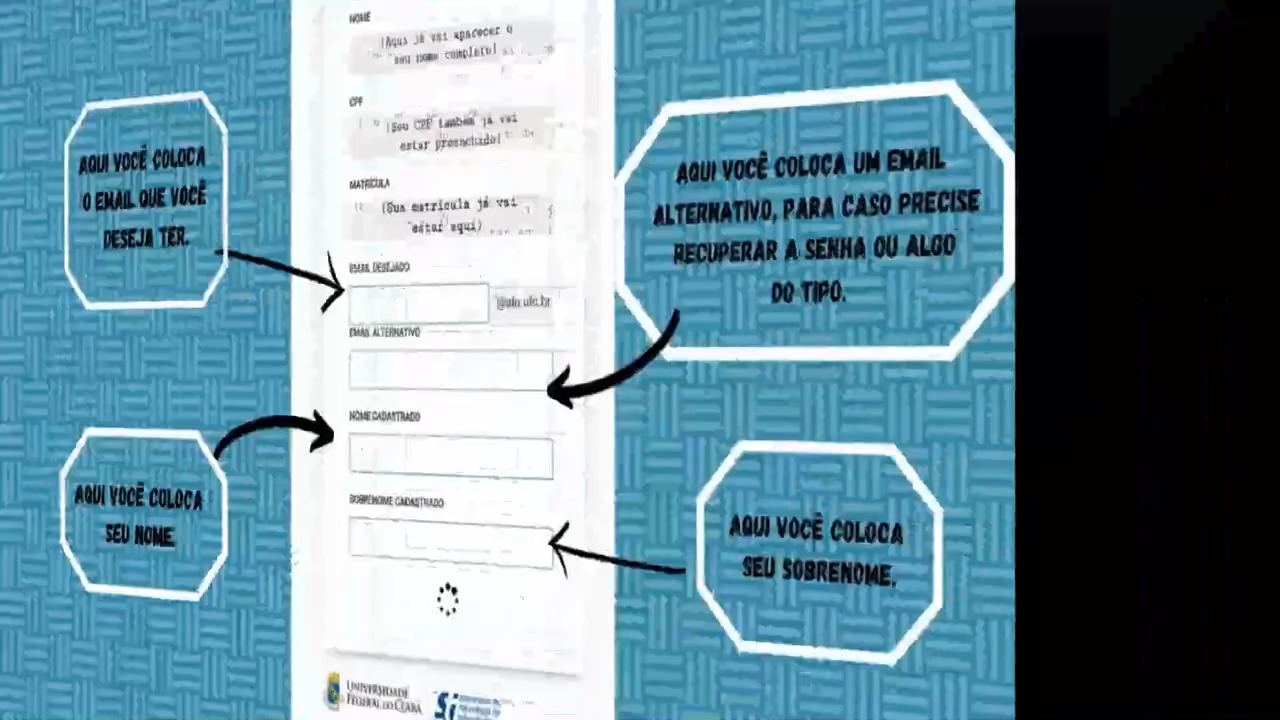 NOME
(Aqui já vai aparecer o
seu nome completo)
CPF
(Seu CPF também já vai
estar preenchido)
MATRÍCULA
(Sua matrícula já vai
estar aqui)
EMAIL DESEJADO
@alu.ufc.br
EMAIL ALTERNATIVO
NOME CADASTRADO
SOBRENOME CADASTRADO
UNIVERSIDADE
FEDERAL DO CEARÁ
Si
AQUI VOCÊ COLOCA
O EMAIL QUE VOCÊ
DESEJA TER.
AQUI VOCÊ COLOCA UM EMAIL
ALTERNATIVO, PARA CASO PRECISE
RECUPERAR A SENHA OU ALGO
DO TIPO.
AQUI VOCÊ COLOCA
SEU NOME.
AQUI VOCÊ COLOCA
SEU SOBRENOME.